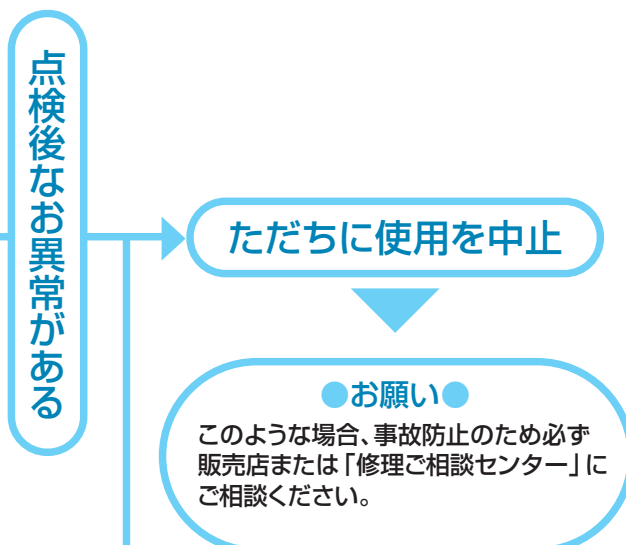 点検後なお異常がある
ただちに使用を中止
●お願い●
このような場合、事故防止のため必ず
販売店または「修理ご相談センター」に
ご相談ください。